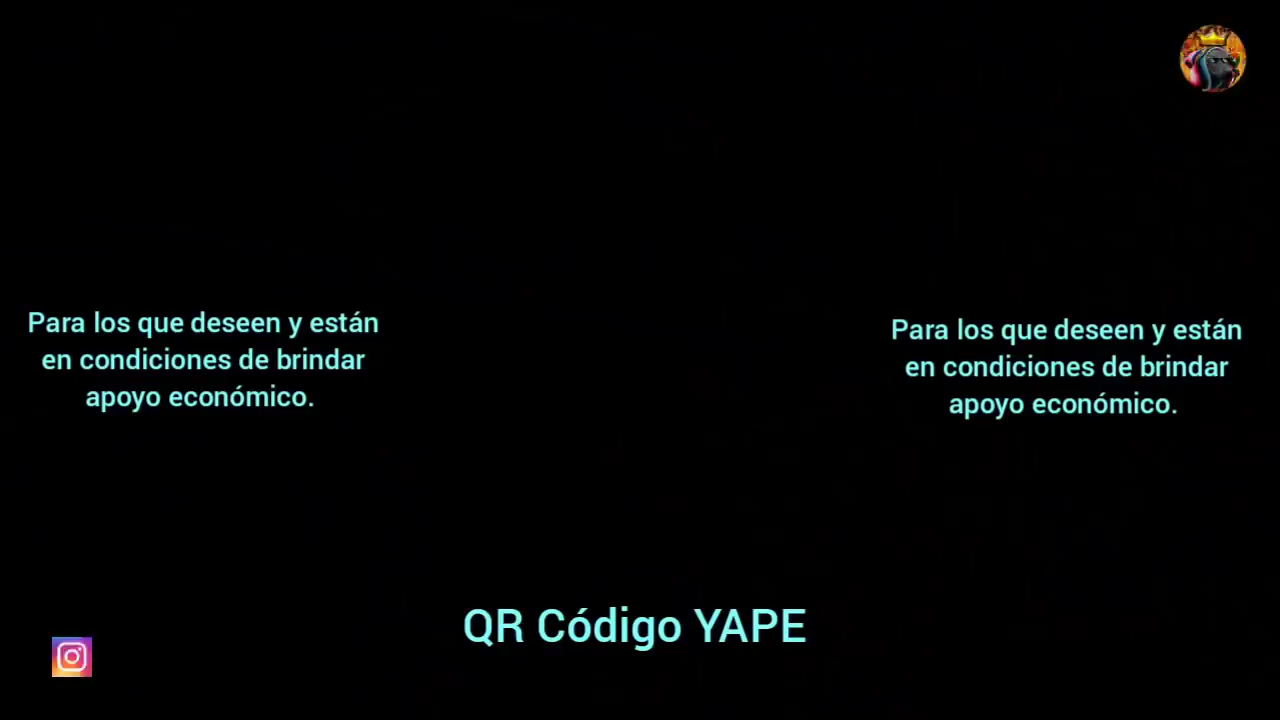 Para los que deseen y están
en condiciones de brindar
apoyo económico.
Para los que deseen y están
en condiciones de brindar
apoyo económico.
QR Código YAPE